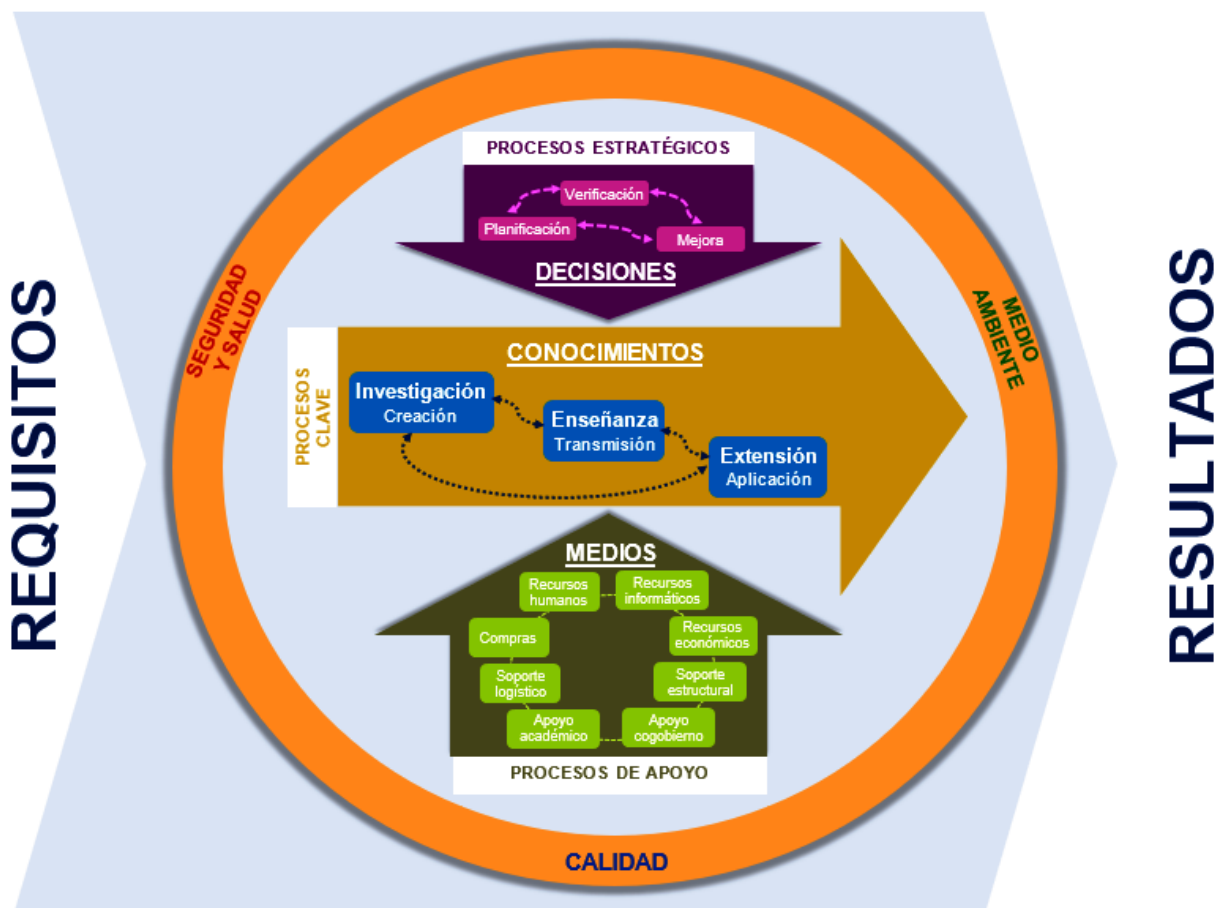 REQUISITOS
SEGURIDAD
Y SALUD
PROCESOS ESTRATÉGICOS
Verificación
Planificación
Mejora
DECISIONES
PROCESOS
CLAVE
CONOCIMIENTOS
Investigación
Creación
Enseñanza
Transmisión
Extensión
Aplicación
MEDIO
AMBIENTE
MEDIOS
Recursos
humanos
Recursos
informáticos
Compras
Recursos
económicos
Soporte
logístico
Soporte
estructural
Apoyo
académico
Apoyo
cogobierno
PROCESOS DE APOYO
CALIDAD
RESULTADOS